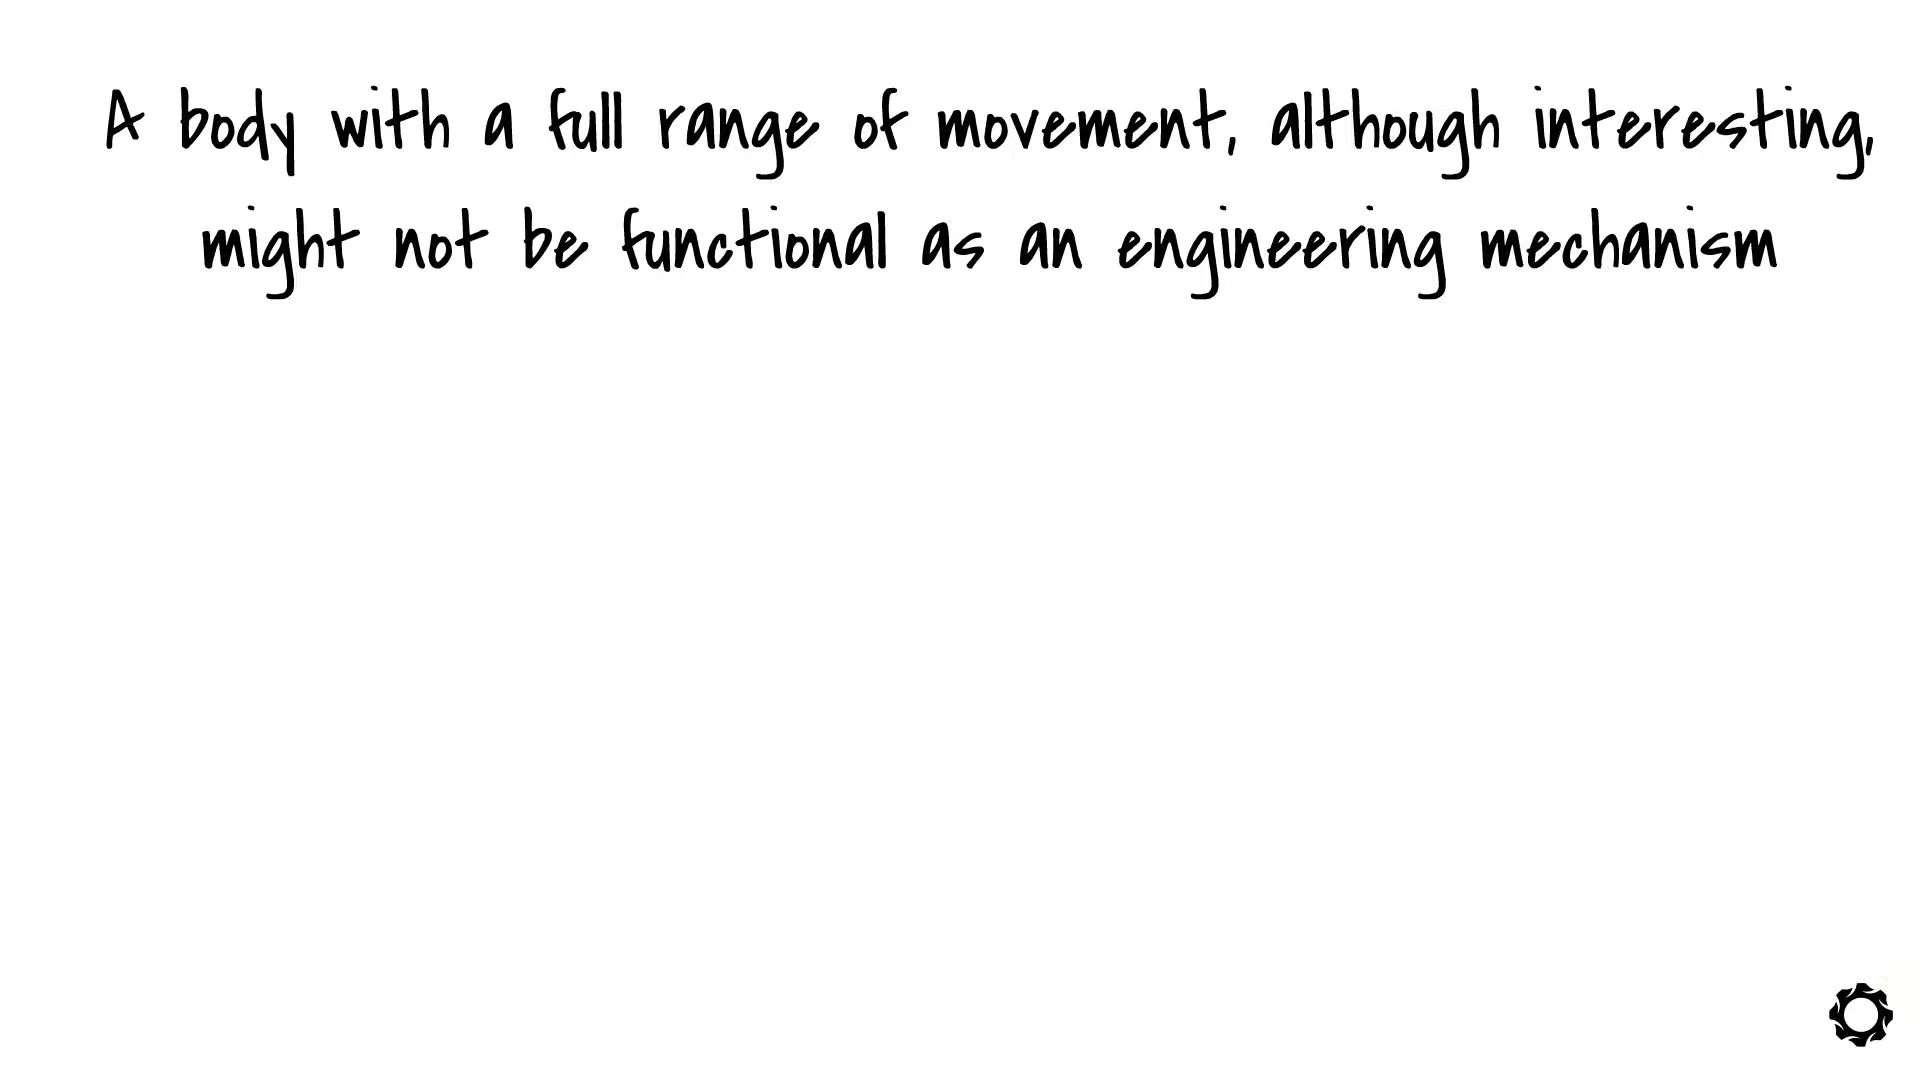 A body with a full range of movement, although interesting,
might not be functional as an engineering mechanism